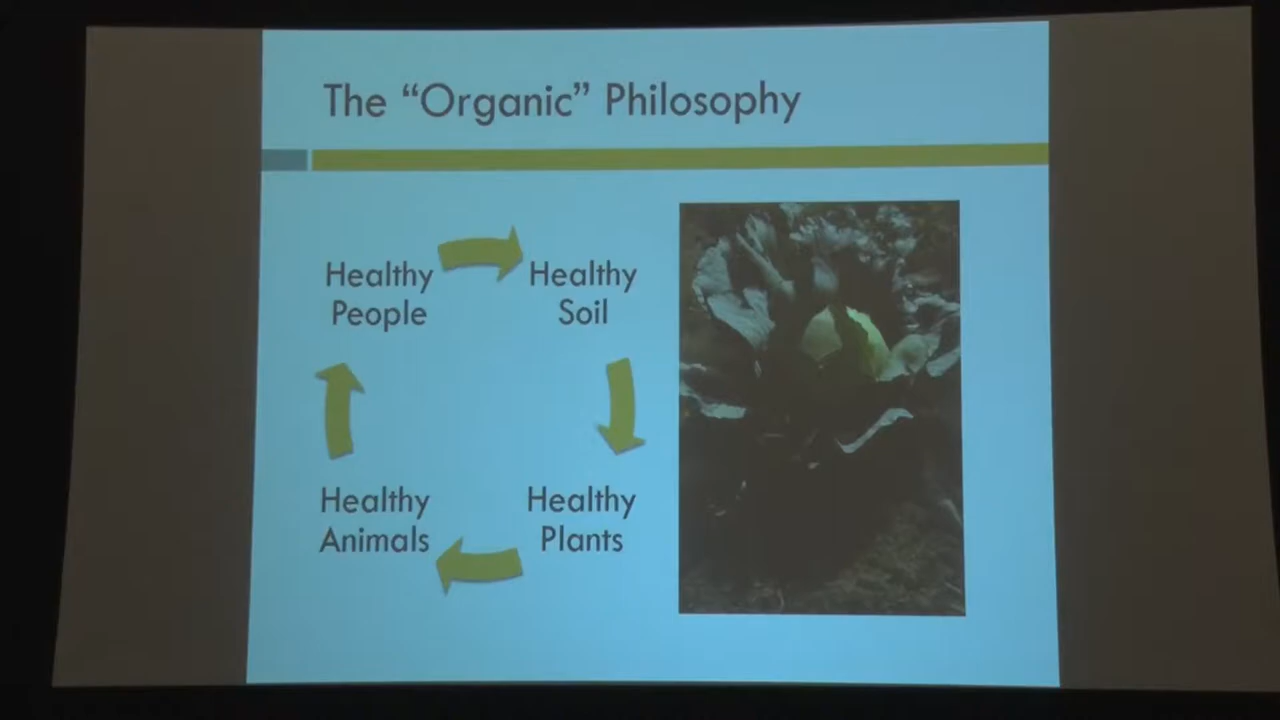 The “Organic” Philosophy
Healthy
People
Healthy
Soil
Healthy
Animals
Healthy
Plants